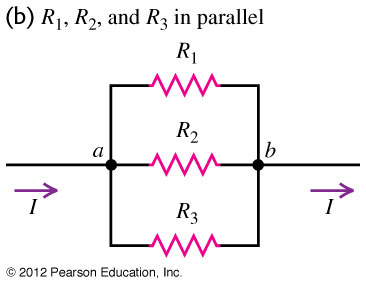 (b) R₁, R₂, and R₃ in parallel
R₁
R₂
a
b
I
R₃
I
© 2012 Pearson Education, Inc.